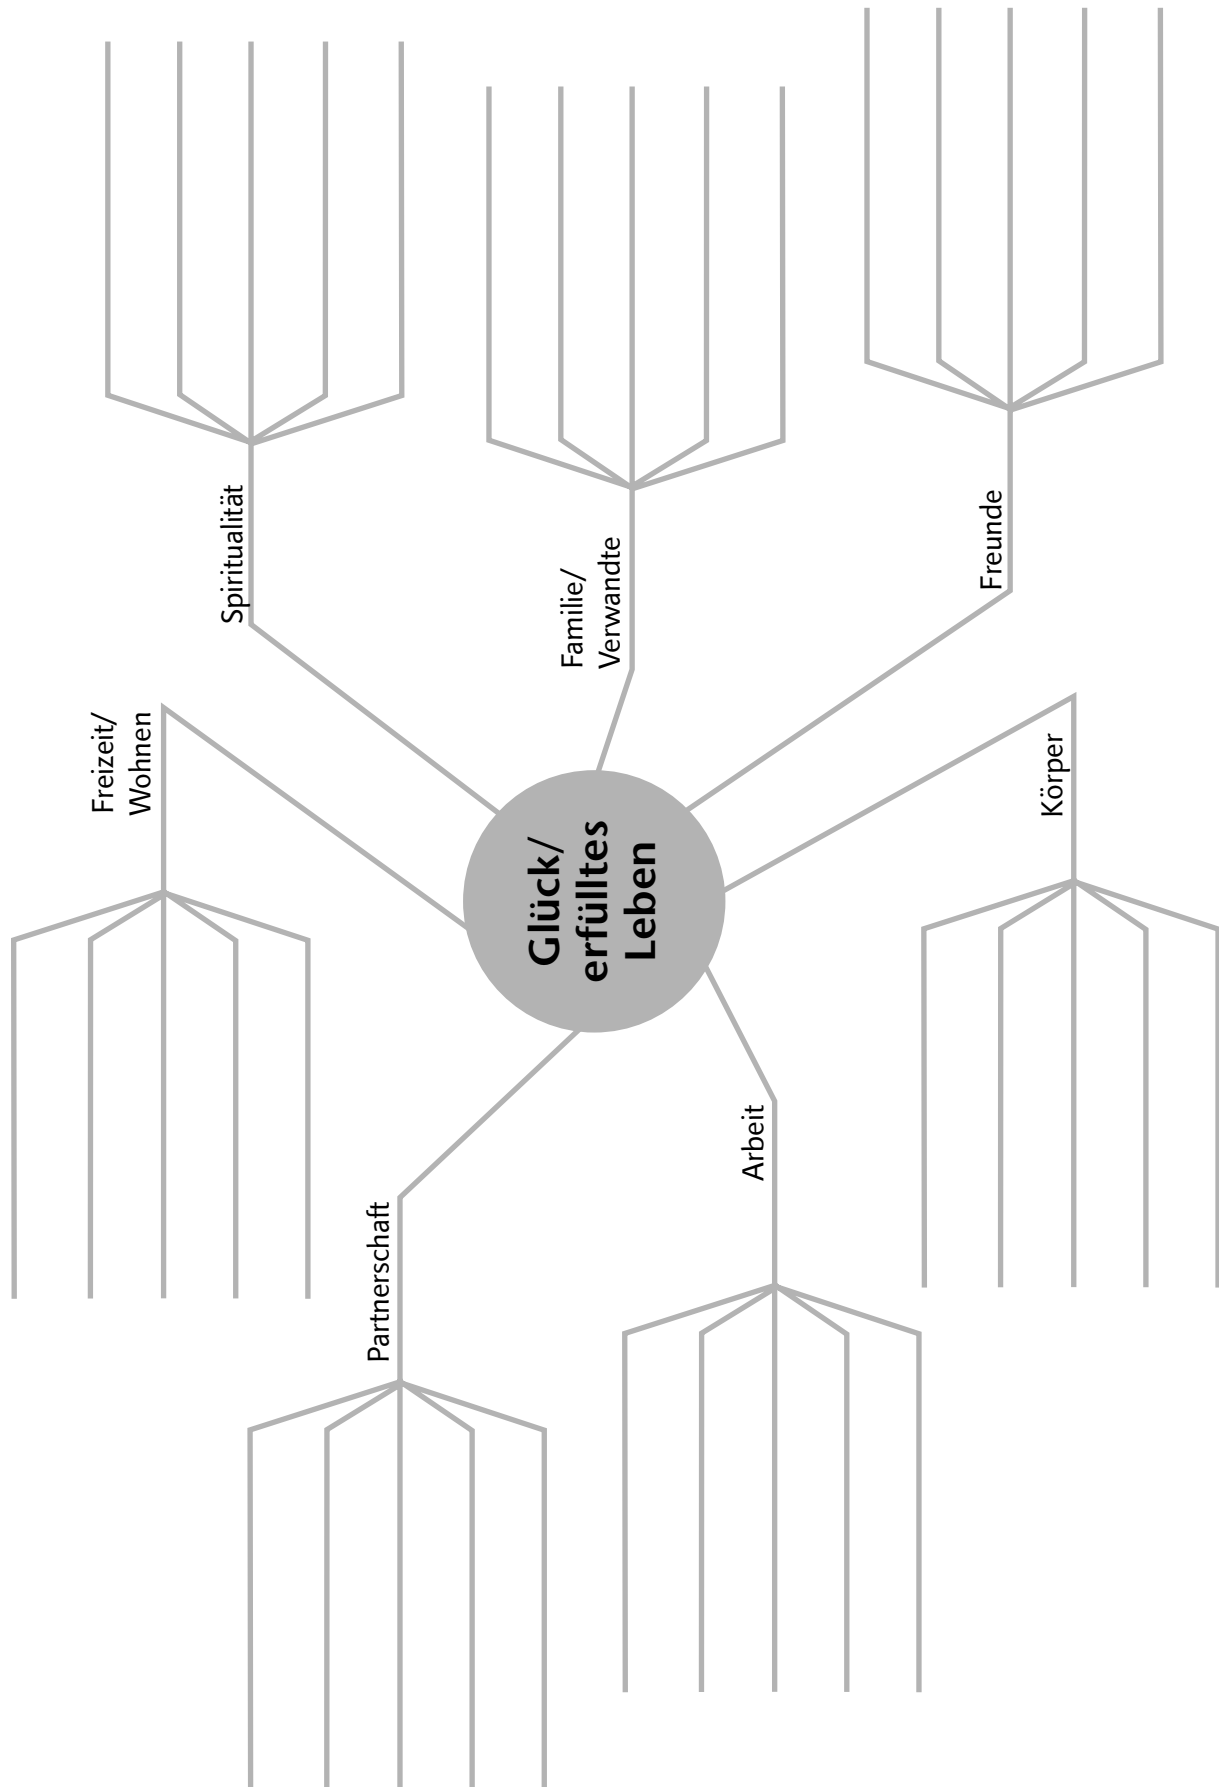 Freizeit/
Wohnen
Spiritualität
Partnerschaft
Glück/
erfülltes
Leben
Familie/
Verwandte
Arbeit
Freunde
Körper